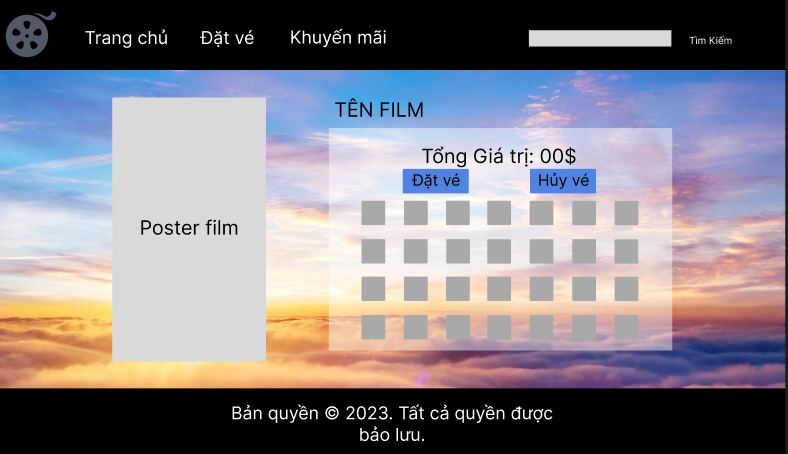 Trang chủ
Đặt vé
Khuyến mãi
Tìm Kiếm
TÊN FILM
Tổng Giá trị: 00$
Đặt vé
Hủy vé
Poster film
Bản quyền © 2023. Tất cả quyền được
bảo lưu.